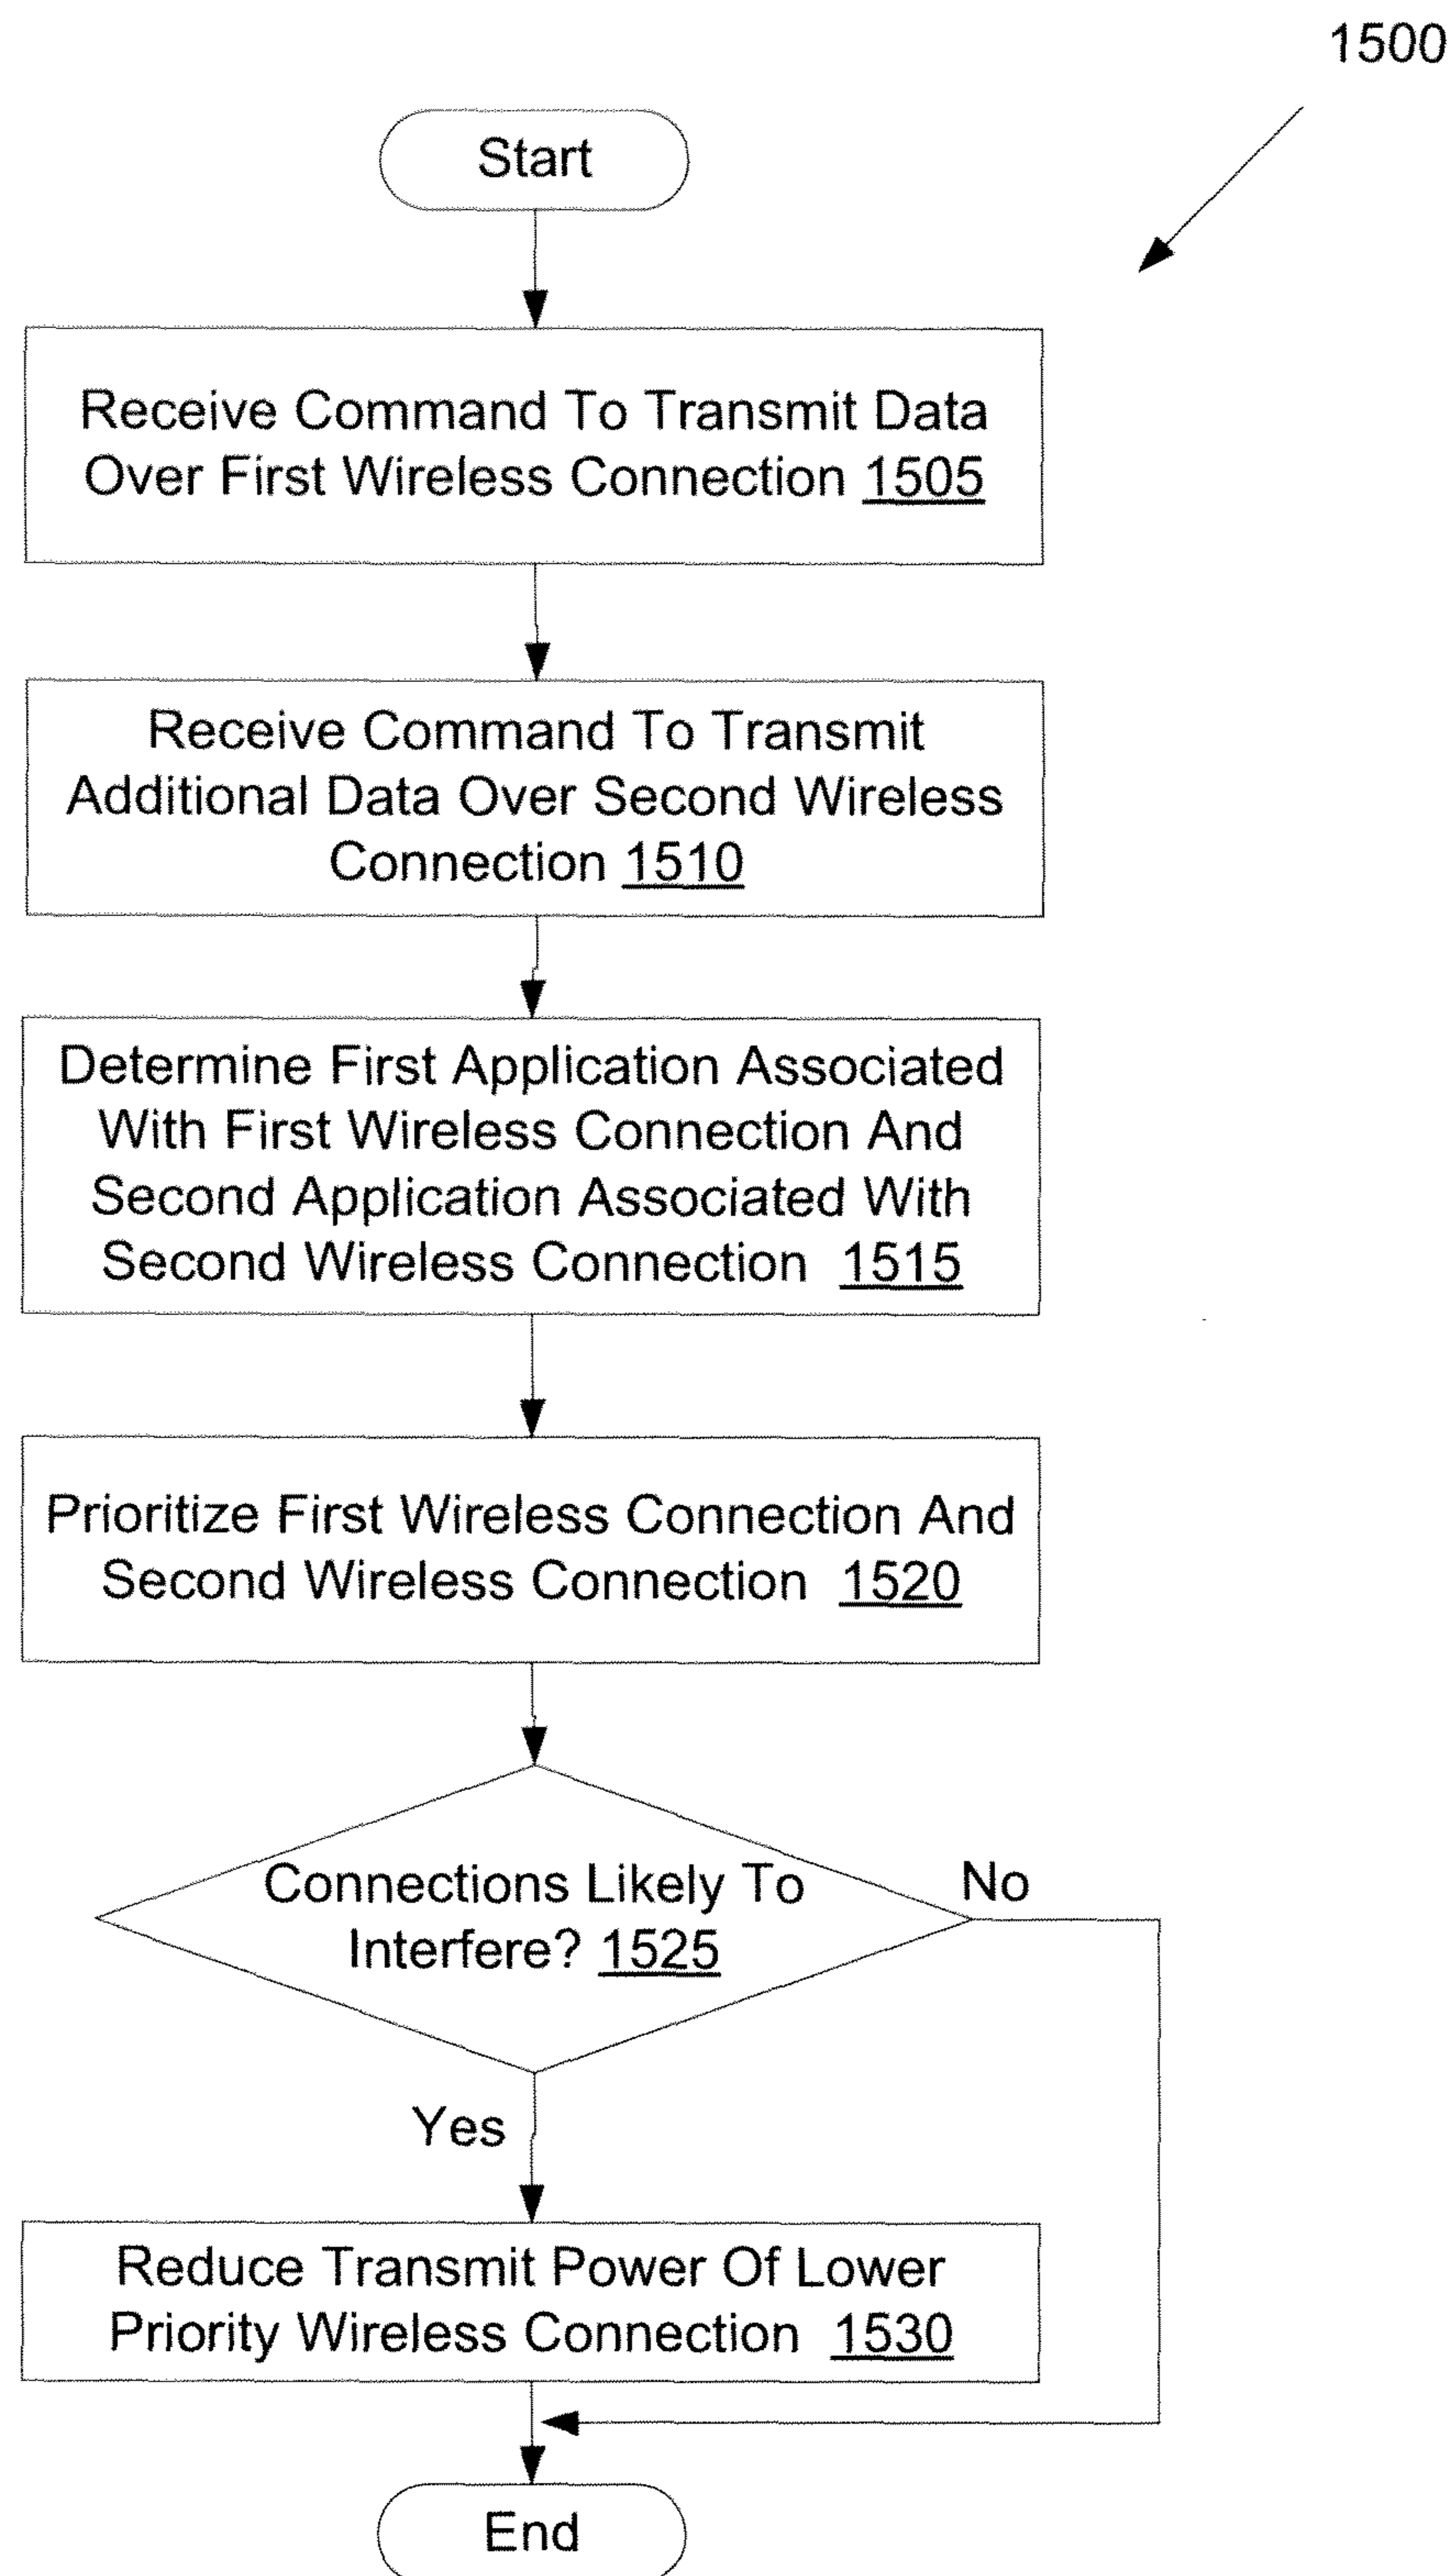 1500
Start
Receive Command To Transmit Data
Over First Wireless Connection 1505
Receive Command To Transmit
Additional Data Over Second Wireless
Connection 1510
Determine First Application Associated
With First Wireless Connection And
Second Application Associated With
Second Wireless Connection 1515
Prioritize First Wireless Connection And
Second Wireless Connection 1520
Connections Likely To
Interfere? 1525
No
Yes
Reduce Transmit Power Of Lower
Priority Wireless Connection 1530
End